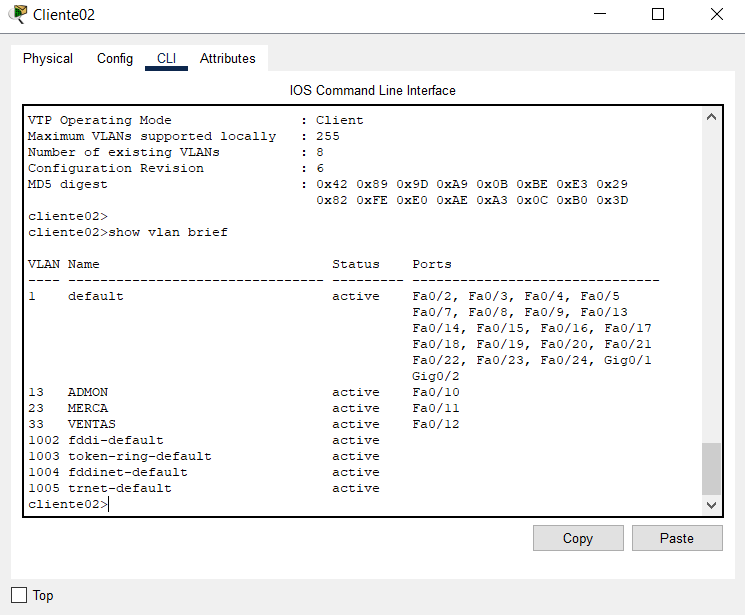 Cliente02
Physical Config CLI Attributes
IOS Command Line Interface
VTP Operating Mode : Client
Maximum VLANs supported locally : 255
Number of existing VLANs : 8
Configuration Revision : 6
MD5 digest : 0x42 0x89 0x9D 0xA9 0x0B 0xBE 0xE3 0x29
0x82 0xFE 0xE0 0xAE 0xA3 0x0C 0xB0 0x3D
cliente02>
cliente02>show vlan brief
VLAN Name Status Ports
---- -------------------------------- --------- -------------------------------
1 default active Fa0/2, Fa0/3, Fa0/4, Fa0/5
Fa0/7, Fa0/8, Fa0/9, Fa0/13
Fa0/14, Fa0/15, Fa0/16, Fa0/17
Fa0/18, Fa0/19, Fa0/20, Fa0/21
Fa0/22, Fa0/23, Fa0/24, Gig0/1
Gig0/2
13 ADMON active Fa0/10
23 MERCA active Fa0/11
33 VENTAS active Fa0/12
1002 fddi-default active
1003 token-ring-default active
1004 fddinet-default active
1005 trnet-default active
cliente02>
Copy Paste
Top